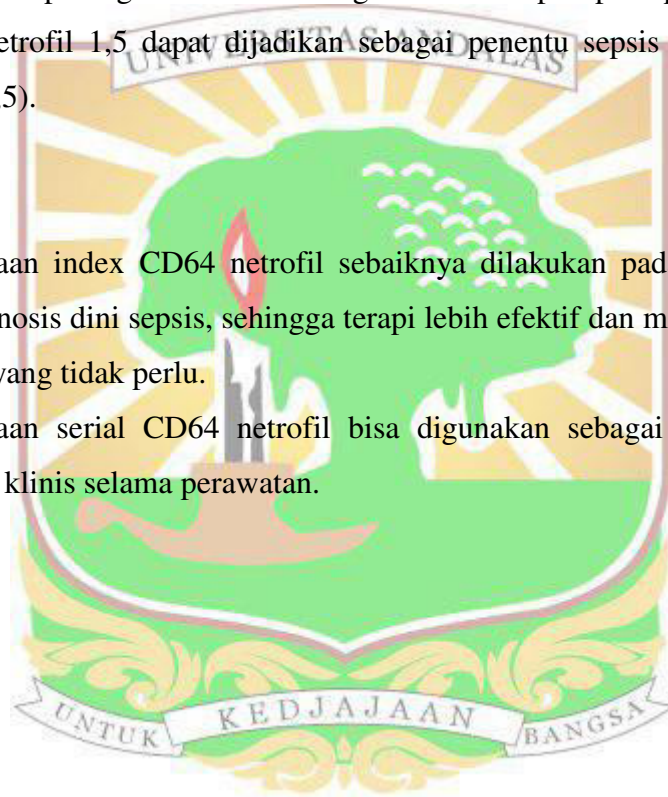 etrofil 1,5 dapat dijadikan sebagai penentu sepsis
UNIVERSITAS ANDALAS
5).
aan index CD64 netrofil sebaiknya dilakukan pad
nosis dini sepsis, sehingga terapi lebih efektif dan m
yang tidak perlu.
aan serial CD64 netrofil bisa digunakan sebagai
klinis selama perawatan.
UNTUK KEDJAJAAN BANGSA